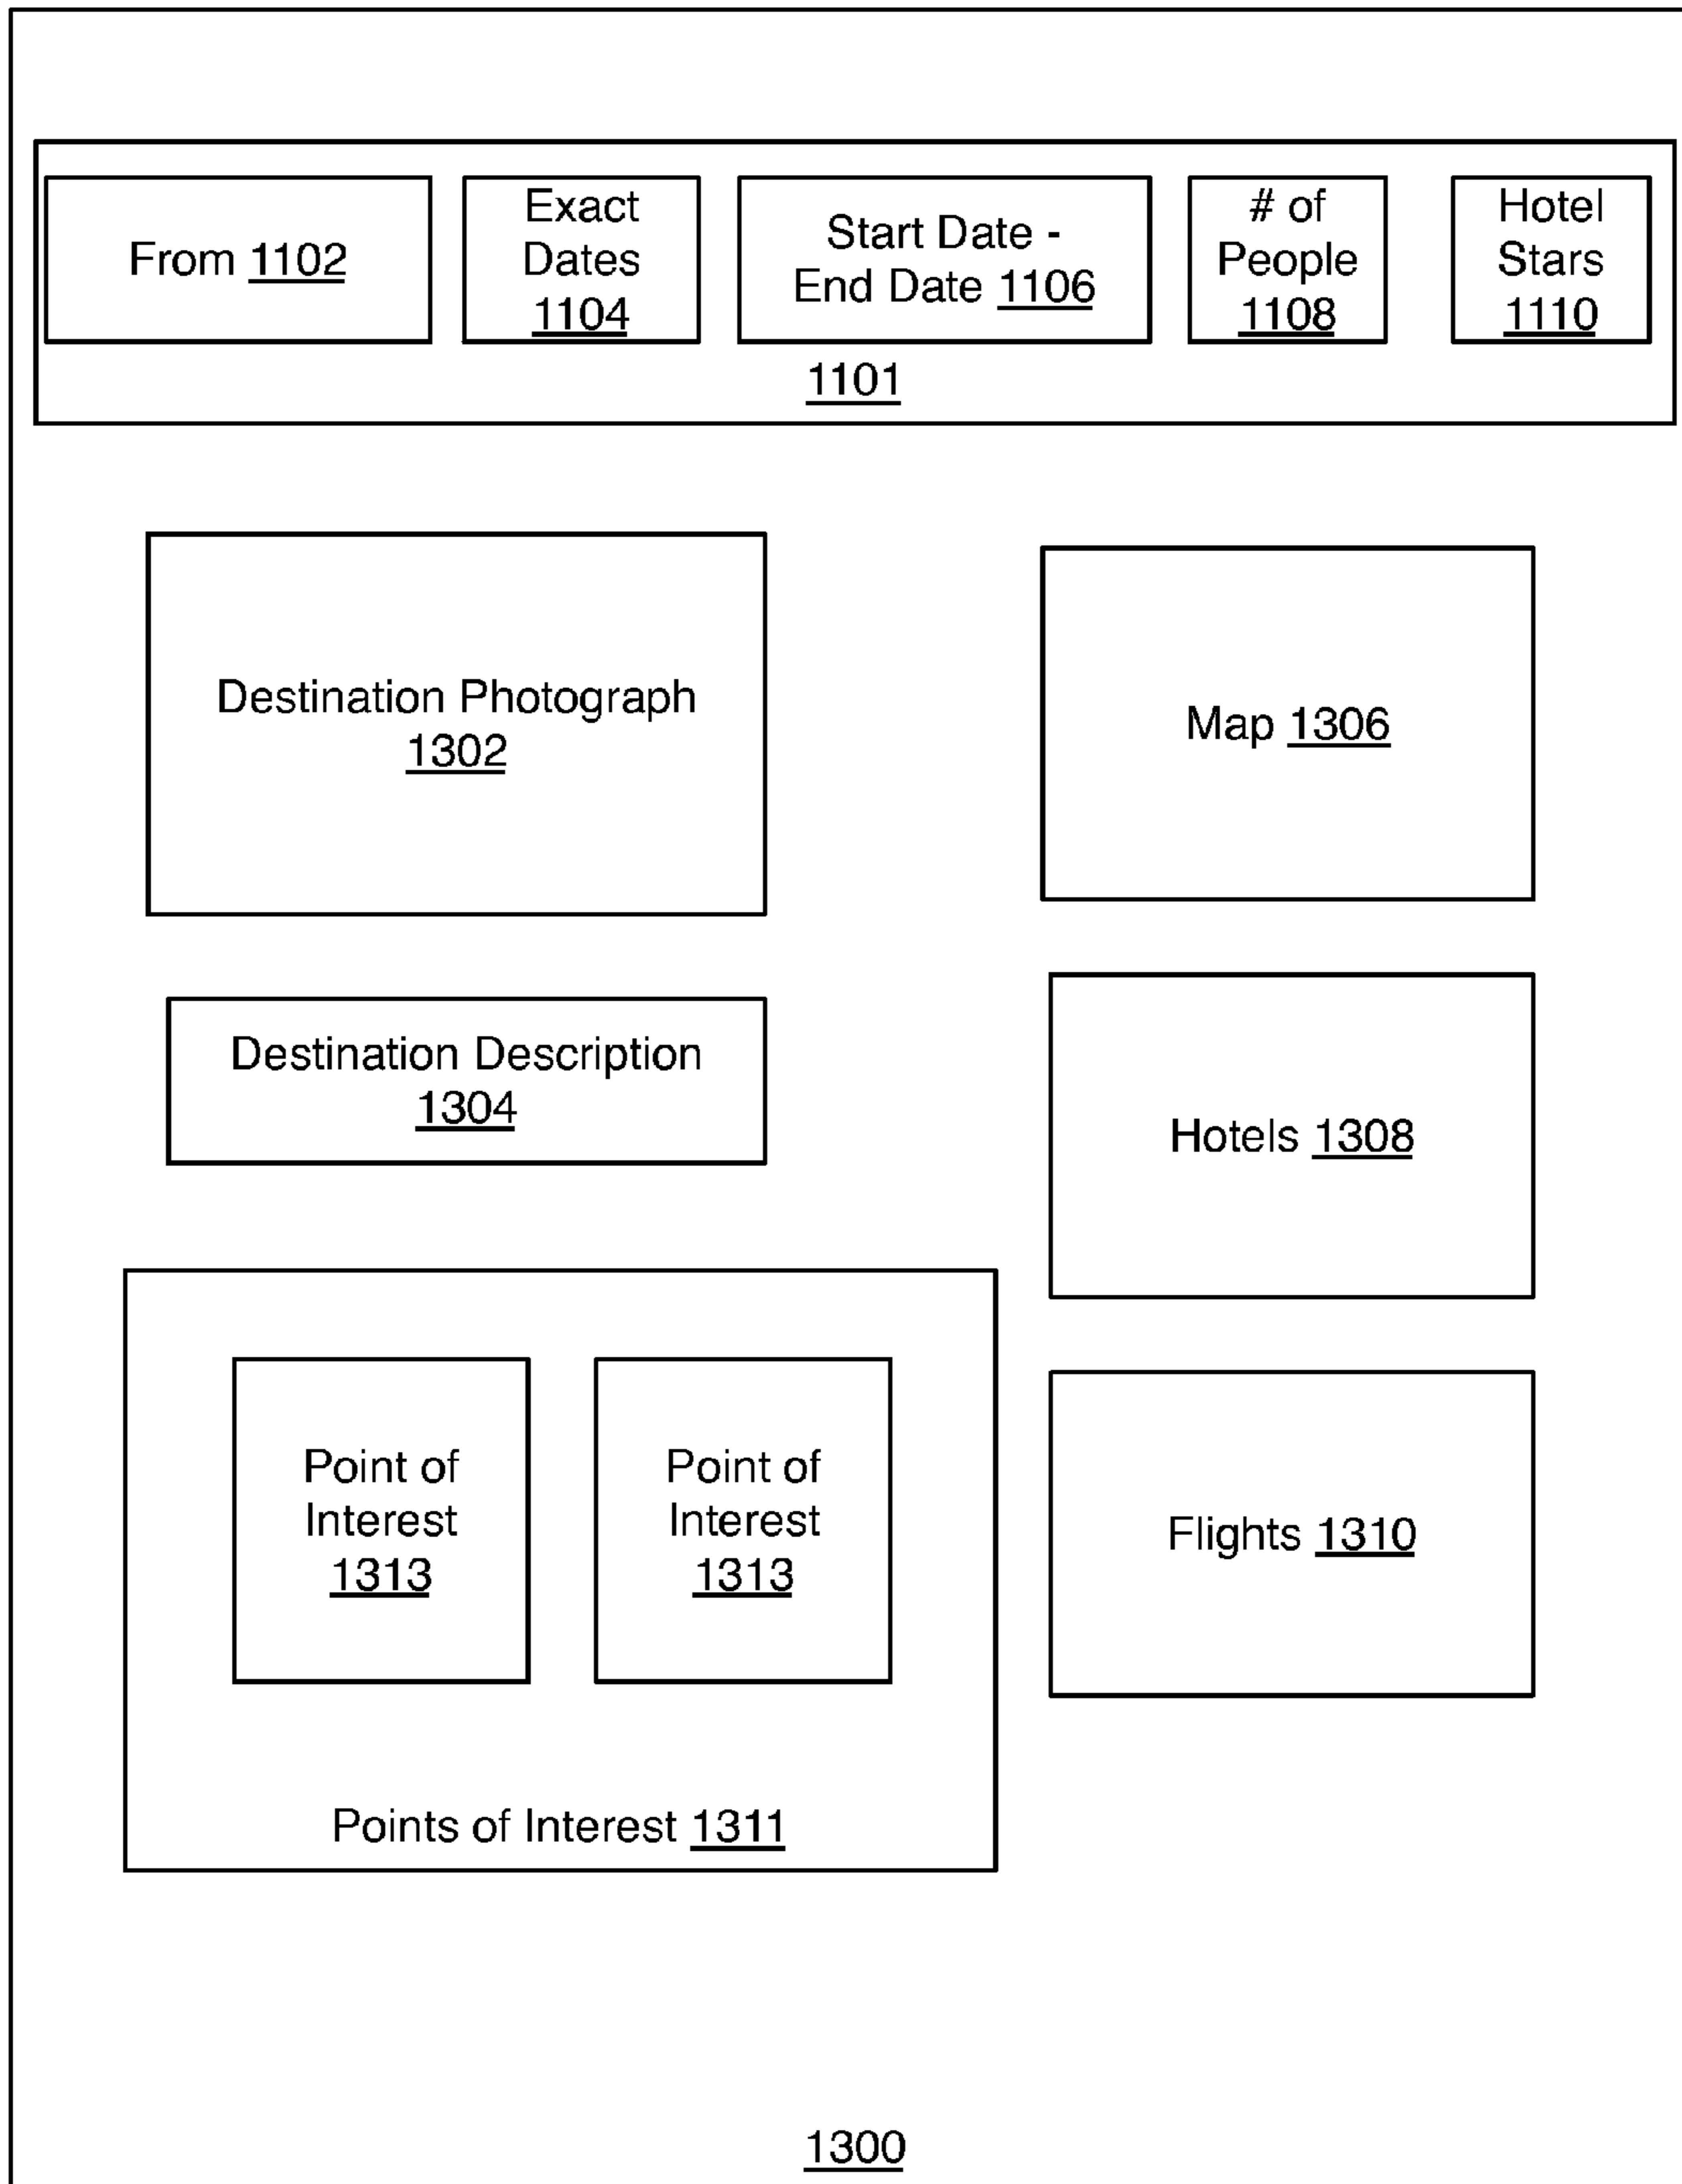 From 1102
Exact
Dates
1104
Start Date -
End Date 1106
# of
People
1108
Hotel
Stars
1110
1101
Destination Photograph
1302
Map 1306
Destination Description
1304
Hotels 1308
Point of
Interest
1313
Point of
Interest
1313
Flights 1310
Points of Interest 1311
1300